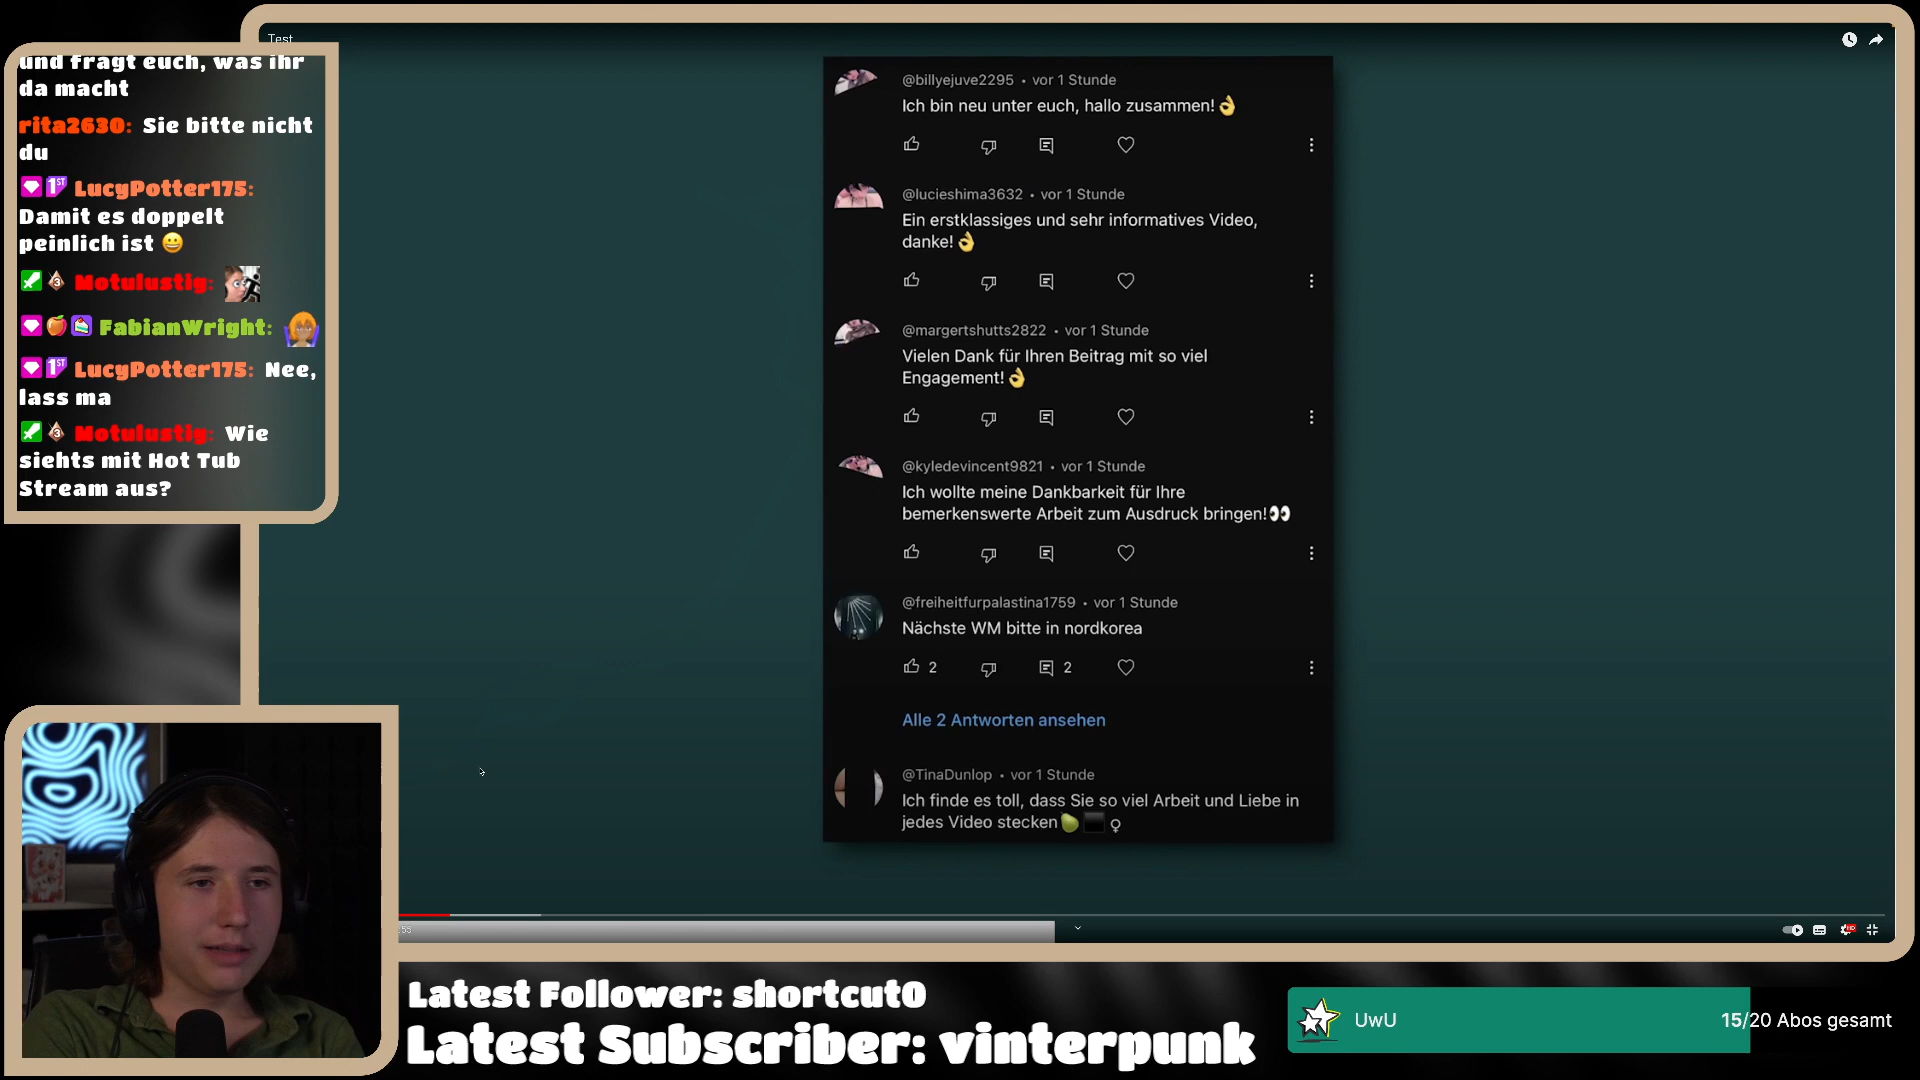 Test
und fragt euch, was ihr
da macht
rita2630: Sie bitte nicht
du
1ST LucyPotter175:
Damit es doppelt
peinlich ist 😀
3 Motulustig:
FabianWright:
1ST LucyPotter175: Nee,
lass ma
3 Motulustig: Wie
siehts mit Hot Tub
Stream aus?
@billyejuve2295 • vor 1 Stunde
Ich bin neu unter euch, hallo zusammen!👌
@lucieshima3632 • vor 1 Stunde
Ein erstklassiges und sehr informatives Video,
danke!👌
@margertshutts2822 • vor 1 Stunde
Vielen Dank für Ihren Beitrag mit so viel
Engagement!👌
@kyledevincent9821 • vor 1 Stunde
Ich wollte meine Dankbarkeit für Ihre
bemerkenswerte Arbeit zum Ausdruck bringen!👀
@freiheitfurpalastina1759 • vor 1 Stunde
Nächste WM bitte in nordkorea
2 2
Alle 2 Antworten ansehen
@TinaDunlop • vor 1 Stunde
Ich finde es toll, dass Sie so viel Arbeit und Liebe in
jedes Video stecken🍐⬛♀
:55
HD
Latest Follower: shortcut0
Latest Subscriber: vinterpunk
UwU
15/20 Abos gesamt